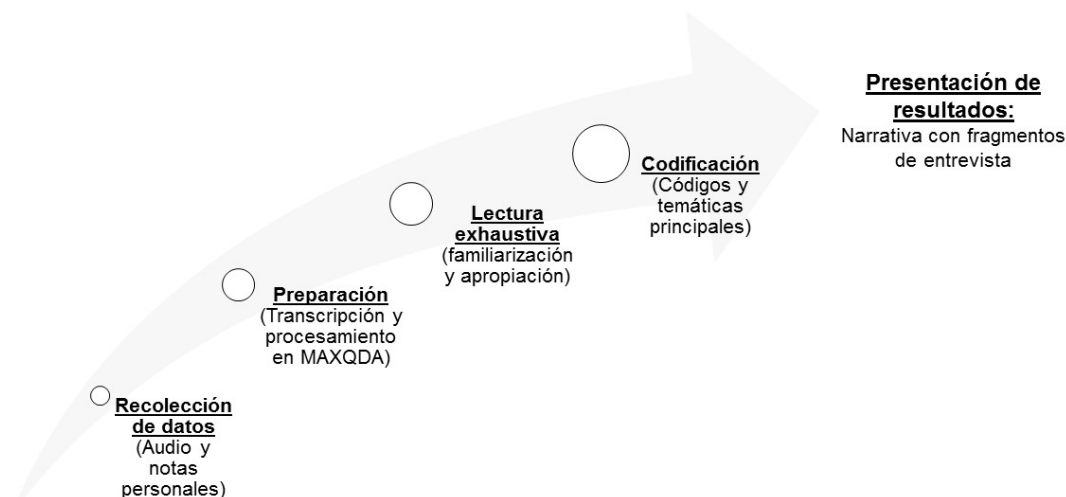 Recolección
de datos
(Audio y
notas
personales)
Preparación
(Transcripción y
procesamiento
en MAXQDA)
Lectura
exhaustiva
(familiarización
y apropiación)
Codificación
(Códigos y
temáticas
principales)
Presentación de
resultados:
Narrativa con fragmentos
de entrevista